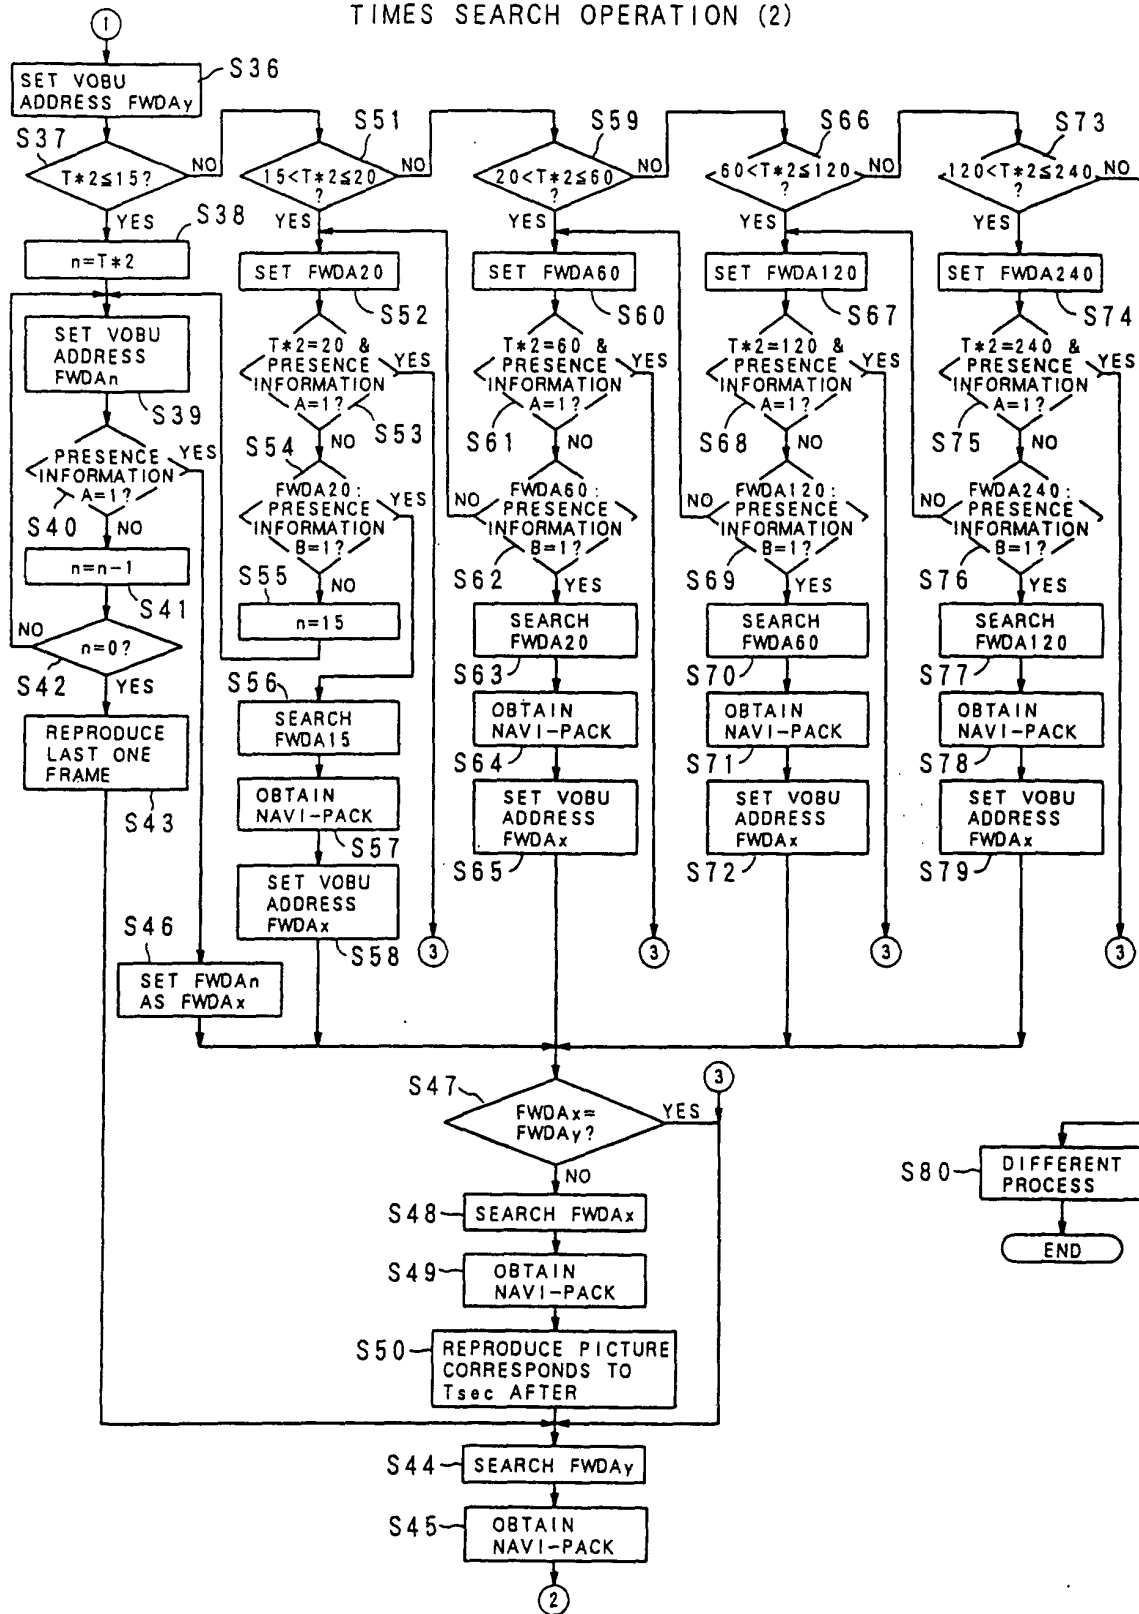 TIMES SEARCH OPERATION (2)
1
SET VOBU
ADDRESS FWDAy
S36
S37
T*2≦15?
NO
YES
S38
n=T*2
SET VOBU
ADDRESS
FWDAn
S39
PRESENCE
INFORMATION
A=1?
YES
S40
NO
n=n-1
S41
NO
n=0?
S42
YES
REPRODUCE
LAST ONE
FRAME
S43
S46
SET FWDAn
AS FWDAx
S51
15<T*2≦20
?
NO
YES
SET FWDA20
S52
T*2=20 &
PRESENCE
INFORMATION
A=1?
YES
S53
NO
S54
FWDA20:
PRESENCE
INFORMATION
B=1?
YES
S55
NO
n=15
S56
SEARCH
FWDA15
OBTAIN
NAVI-PACK
S57
SET VOBU
ADDRESS
FWDAx
S58
3
S59
20<T*2≦60
?
NO
YES
SET FWDA60
S60
T*2=60 &
PRESENCE
INFORMATION
A=1?
YES
S61
NO
FWDA60:
PRESENCE
INFORMATION
B=1?
NO
S62
YES
SEARCH
FWDA20
S63
OBTAIN
NAVI-PACK
S64
SET VOBU
ADDRESS
FWDAx
S65
3
S66
60<T*2≦120
?
NO
YES
SET FWDA120
S67
T*2=120 &
PRESENCE
INFORMATION
A=1?
YES
S68
NO
FWDA120:
PRESENCE
INFORMATION
B=1?
NO
S69
YES
SEARCH
FWDA60
S70
OBTAIN
NAVI-PACK
S71
SET VOBU
ADDRESS
FWDAx
S72
3
S73
120<T*2≦240
?
NO
YES
SET FWDA240
S74
T*2=240 &
PRESENCE
INFORMATION
A=1?
YES
S75
NO
FWDA240:
PRESENCE
INFORMATION
B=1?
NO
S76
YES
SEARCH
FWDA120
S77
OBTAIN
NAVI-PACK
S78
SET VOBU
ADDRESS
FWDAx
S79
3
S47
FWDAx=
FWDAy?
YES
3
NO
S48
SEARCH FWDAx
S49
OBTAIN
NAVI-PACK
S50
REPRODUCE PICTURE
CORRESPONDS TO
Tsec AFTER
S44
SEARCH FWDAy
S45
OBTAIN
NAVI-PACK
2
S80
DIFFERENT
PROCESS
END